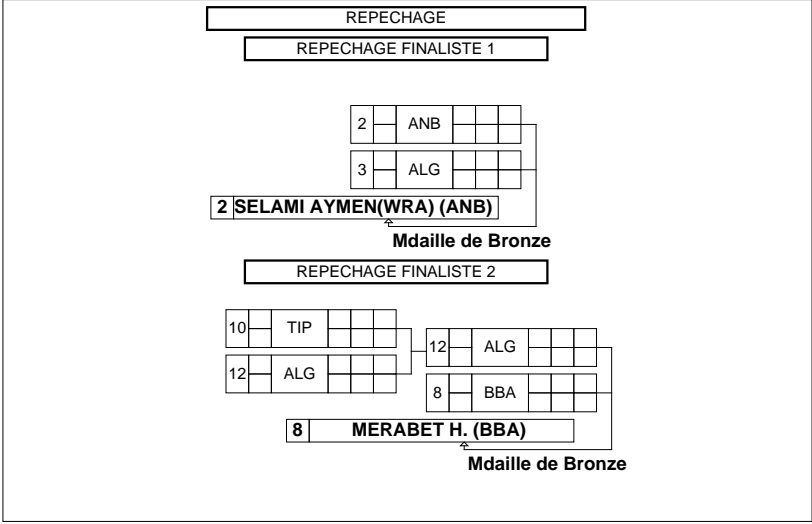 REPECHAGE
REPECHAGE FINALISTE 1
2 ANB
3 ALG
2 SELAMI AYMEN(WRA) (ANB)
Mdaille de Bronze
REPECHAGE FINALISTE 2
10 TIP
12 ALG
12 ALG
8 BBA
8 MERABET H. (BBA)
Mdaille de Bronze